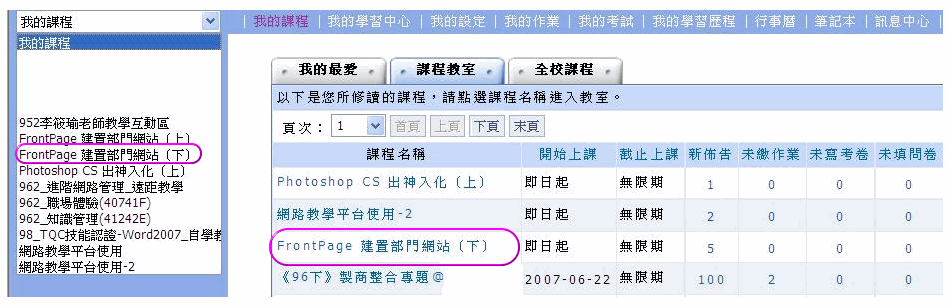 我的課程
我的課程
952李筱瑜老師教學互動區
FrontPage 建置部門網站〔上〕
FrontPage 建置部門網站〔下〕
Photoshop CS 出神入化〔上〕
962_進階網路管理_遠距教學
962_職場體驗(40741F)
962_知識管理(41242E)
98_TQC技能認證-Word2007_自學教
網路教學平台使用
網路教學平台使用-2
| 我的課程 | 我的學習中心 | 我的設定 | 我的作業 | 我的考試 | 我的學習歷程 | 行事曆 | 筆記本 | 訊息中心 |
我的最愛 課程教室 全校課程
以下是您所修讀的課程，請點選課程名稱進入教室。
頁次： 1 首頁 上頁 下頁 末頁
課程名稱 開始上課 截止上課 新佈告 未繳作業 未寫考卷 未填問卷
Photoshop CS 出神入化〔上〕 即日起 無限期 1 0 0 0
網路教學平台使用-2 即日起 無限期 2 0 0 0
FrontPage 建置部門網站〔下〕 即日起 無限期 5 0 0 0
《96下》製商整合專題@ 2007-06-22 無限期 100 2 0 0